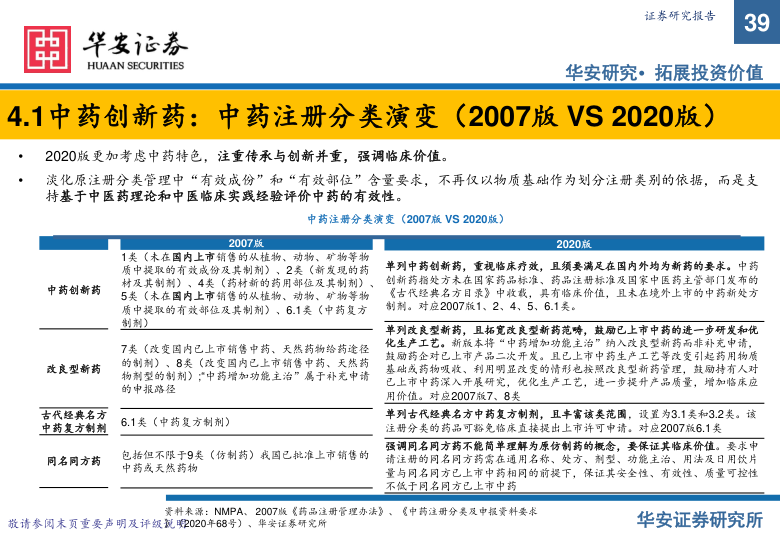 证券研究报告
39
华安证券
HUAAN SECURITIES
华安研究• 拓展投资价值
4.1中药创新药：中药注册分类演变（2007版 VS 2020版）
• 2020版更加考虑中药特色，注重传承与创新并重，强调临床价值。
• 淡化原注册分类管理中“有效成份”和“有效部位”含量要求，不再仅以物质基础作为划分注册类别的依据，而是支
持基于中医药理论和中医临床实践经验评价中药的有效性。
中药注册分类演变（2007版 VS 2020版）
2007版
2020版
中药创新药
1类（未在国内上市销售的从植物、动物、矿物等物
质中提取的有效成份及其制剂）、2类（新发现的药
材及其制剂）、4类（药材新的药用部位及其制剂）、
5类（未在国内上市销售的从植物、动物、矿物等物
质中提取的有效部位及其制剂）、6.1类（中药复方
制剂）
单列中药创新药，重视临床疗效，且须要满足在国内外均为新药的要求。中药
创新药指处方未在国家药品标准、药品注册标准及国家中医药主管部门发布的
《古代经典名方目录》中收载，具有临床价值，且未在境外上市的中药新处方
制剂。对应2007版1、2、4、5、6.1类。
改良型新药
7类（改变国内已上市销售中药、天然药物给药途径
的制剂）、8类（改变国内已上市销售中药、天然药
物剂型的制剂）;“中药增加功能主治”属于补充申请
的申报路径
单列改良型新药，且拓宽改良型新药范畴，鼓励已上市中药的进一步研发和优
化生产工艺。新版本将“中药增加功能主治”纳入改良型新药而非补充申请，
鼓励药企对已上市产品二次开发。且已上市中药生产工艺等改变引起药用物质
基础或药物吸收、利用明显改变的情形也按照改良型新药管理，鼓励持有人对
已上市中药深入开展研究，优化生产工艺，进一步提升产品质量，增加临床应
用价值。对应2007版7、8类
古代经典名方
中药复方制剂
6.1类（中药复方制剂）
单列古代经典名方中药复方制剂，且丰富该类范围，设置为3.1类和3.2类。该
注册分类的药品可豁免临床直接提出上市许可申请。对应2007版6.1类
同名同方药
包括但不限于9类（仿制药）我国已批准上市销售的
中药或天然药物
强调同名同方药不能简单理解为原仿制药的概念，要保证其临床价值。要求申
请注册的同名同方药需在通用名称、处方、剂型、功能主治、用法及日用饮片
量与同名同方已上市中药相同的前提下，保证其安全性、有效性、质量可控性
不低于同名同方已上市中药
资料来源：NMPA、2007版《药品注册管理办法》、《中药注册分类及申报资料要求
》（2020年68号）、华安证券研究所
敬请参阅末页重要声明及评级说明
华安证券研究所